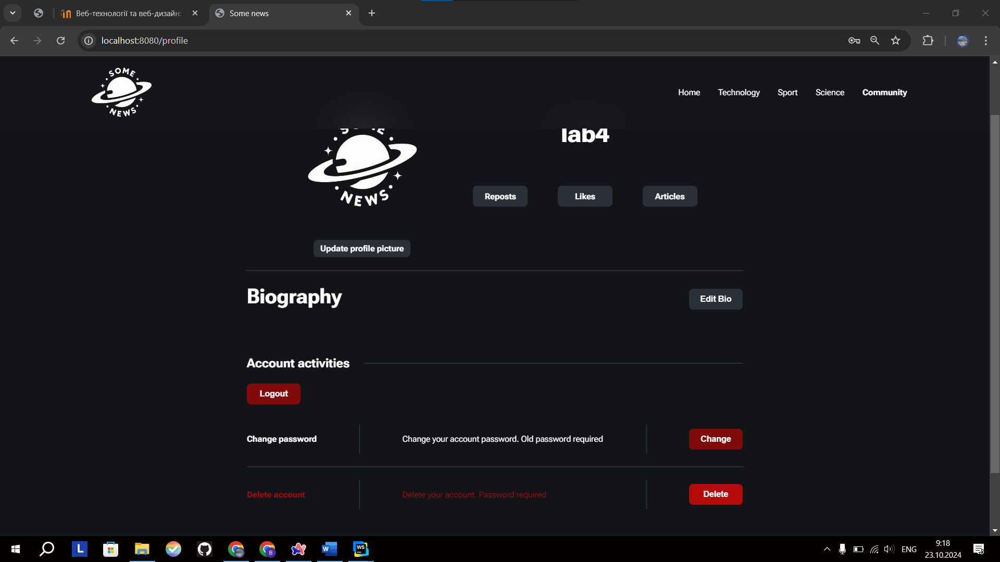 Веб-технології та веб-дизайн:
Some news
localhost:8080/profile
SOME
NEWS
Home
Technology
Sport
Science
Community
lab4
NEWS
Reposts
Likes
Articles
Update profile picture
Biography
Edit Bio
Account activities
Logout
Change password
Change your account password. Old password required
Change
Delete account
Delete your account. Password required
Delete
ENG
9:18
23.10.2024